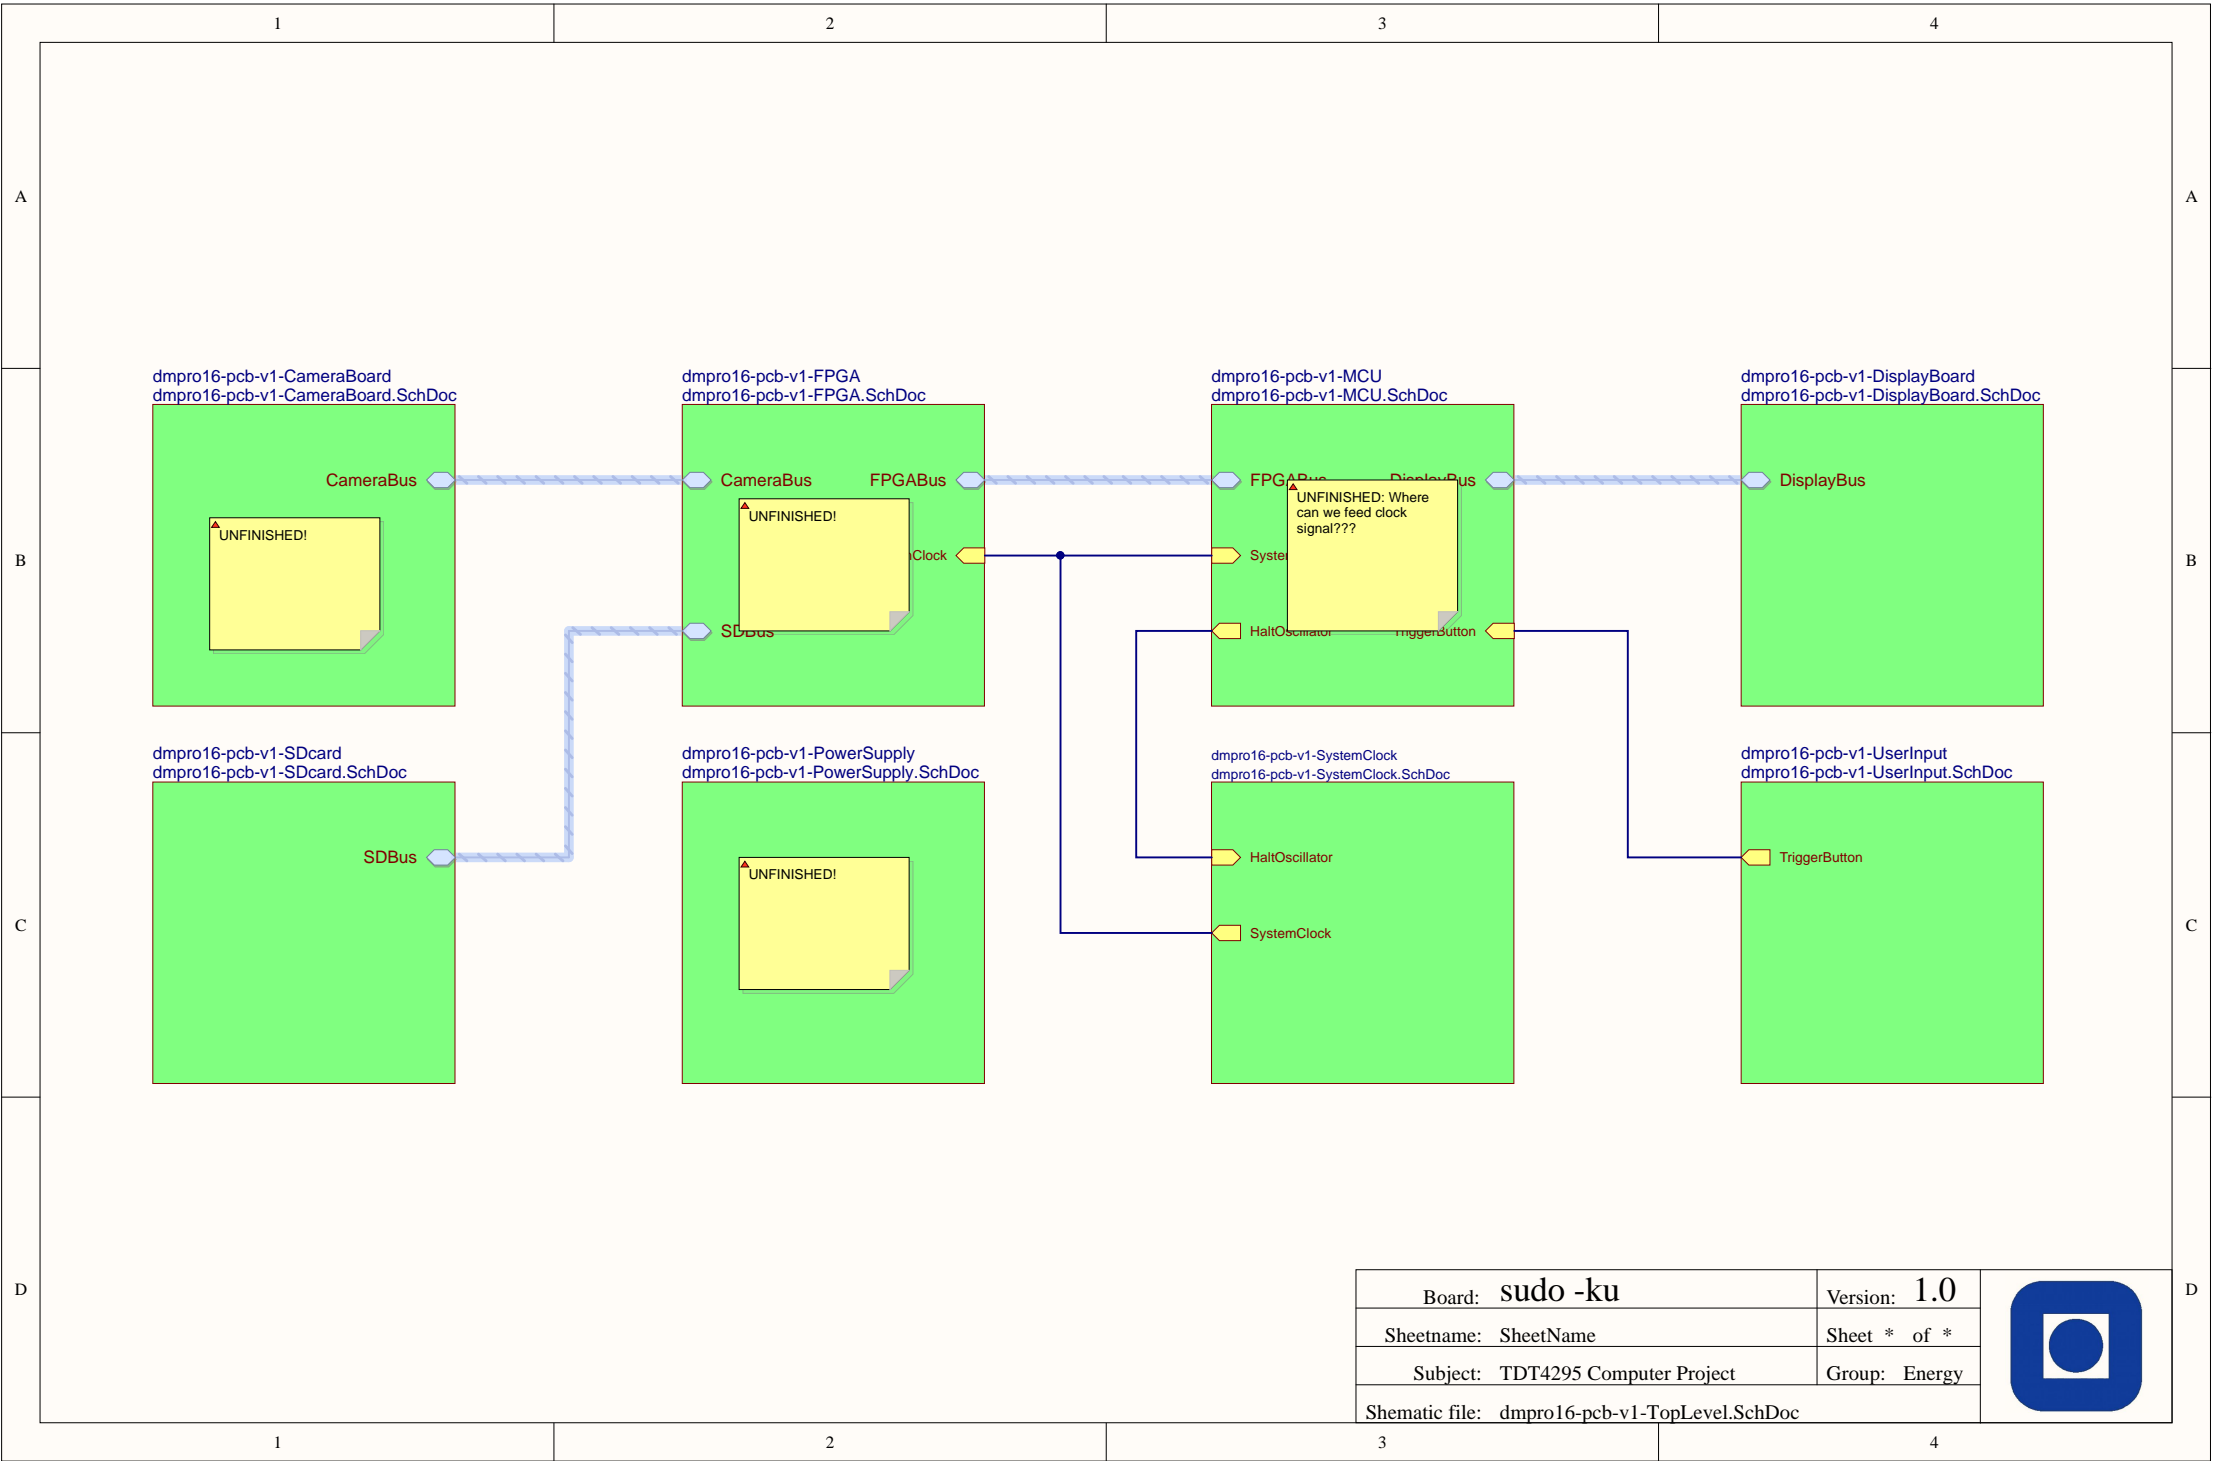 1 2 3 4
A A
dmpro16-pcb-v1-CameraBoard
dmpro16-pcb-v1-CameraBoard.SchDoc
CameraBus
UNFINISHED!
dmpro16-pcb-v1-FPGA
dmpro16-pcb-v1-FPGA.SchDoc
CameraBus FPGABus
UNFINISHED!
Clock
SDBus
dmpro16-pcb-v1-MCU
dmpro16-pcb-v1-MCU.SchDoc
FPGABus DisplayBus
UNFINISHED: Where
can we feed clock
signal???
System
HaltOscillator TriggerButton
dmpro16-pcb-v1-DisplayBoard
dmpro16-pcb-v1-DisplayBoard.SchDoc
DisplayBus
B B
dmpro16-pcb-v1-SDcard
dmpro16-pcb-v1-SDcard.SchDoc
SDBus
dmpro16-pcb-v1-PowerSupply
dmpro16-pcb-v1-PowerSupply.SchDoc
UNFINISHED!
dmpro16-pcb-v1-SystemClock
dmpro16-pcb-v1-SystemClock.SchDoc
HaltOscillator
SystemClock
dmpro16-pcb-v1-UserInput
dmpro16-pcb-v1-UserInput.SchDoc
TriggerButton
C C
D D
Board: sudo -ku Version: 1.0
Sheetname: SheetName Sheet * of *
Subject: TDT4295 Computer Project Group: Energy
Shematic file: dmpro16-pcb-v1-TopLevel.SchDoc
1 2 3 4